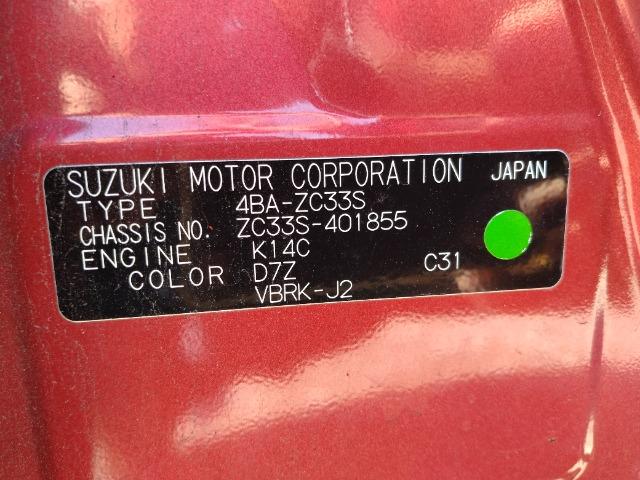 SUZUKI MOTOR CORPORATION JAPAN
TYPE 4BA-ZC33S
CHASSIS NO. ZC33S-401855
ENGINE K14C
COLOR D7Z C31
VBRK-J2